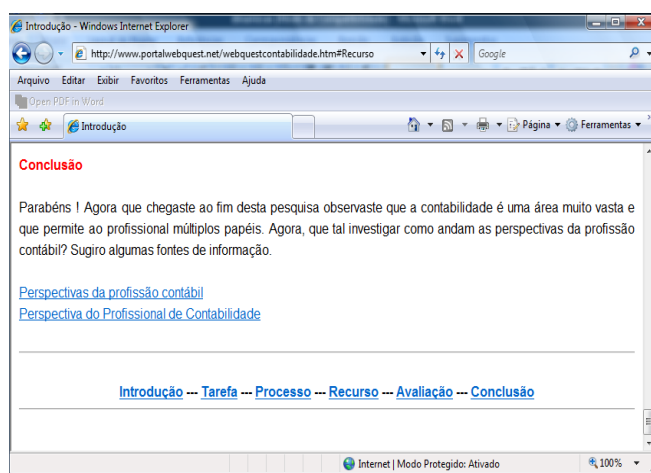 Introdução - Windows Internet Explorer
http://www.portalwebquest.net/webquestcontabilidade.htm#Recurso
Google
Arquivo Editar Exibir Favoritos Ferramentas Ajuda
Open PDF in Word
Introdução
Página Ferramentas
Conclusão
Parabéns ! Agora que chegaste ao fim desta pesquisa observaste que a contabilidade é uma área muito vasta e
que permite ao profissional múltiplos papéis. Agora, que tal investigar como andam as perspectivas da profissão
contábil? Sugiro algumas fontes de informação.
Perspectivas da profissão contábil
Perspectiva do Profissional de Contabilidade
Introdução --- Tarefa --- Processo --- Recurso --- Avaliação --- Conclusão
Internet | Modo Protegido: Ativado
100%